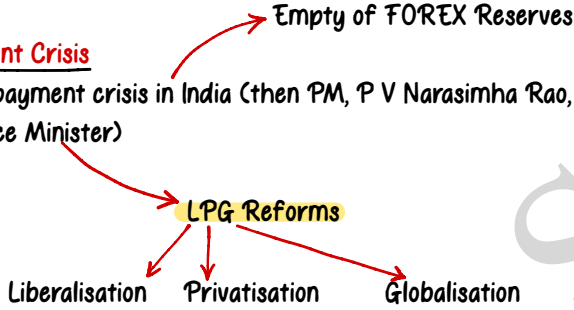 Empty of FOREX Reserves
nt Crisis
payment crisis in India (then PM, P V Narasimha Rao,
ce Minister)
LPG Reforms
Liberalisation Privatisation Globalisation